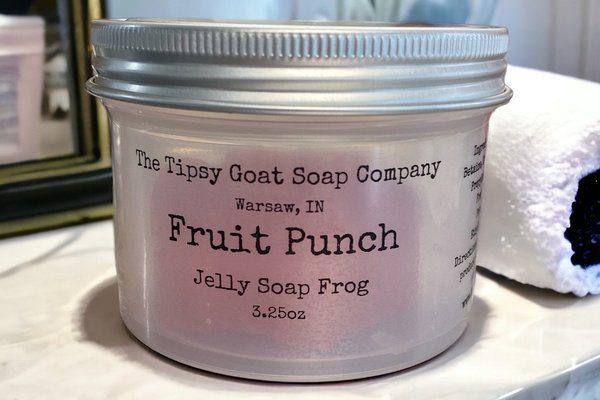 The Tipsy Goat Soap Company
Warsaw, IN
Fruit Punch
Jelly Soap Frog
3.25oz